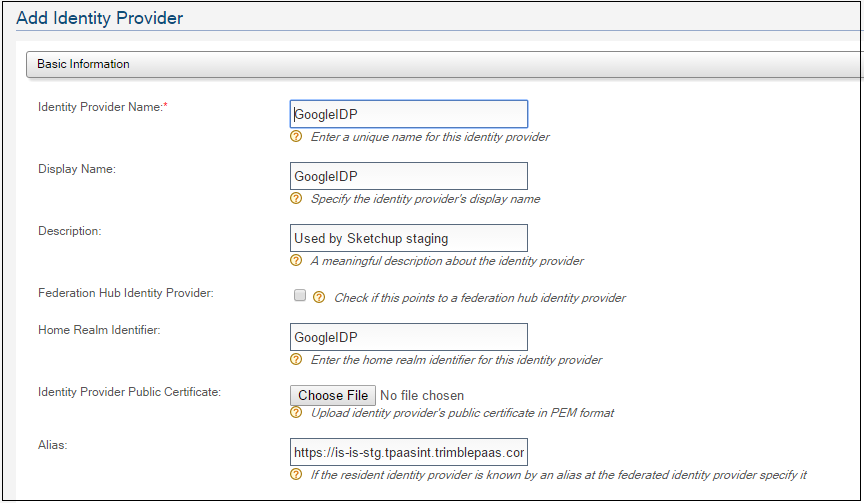 Add Identity Provider
Basic Information
Identity Provider Name:*
GoogleIDP
Enter a unique name for this identity provider
Display Name:
GoogleIDP
Specify the identity provider's display name
Description:
Used by Sketchup staging
A meaningful description about the identity provider
Federation Hub Identity Provider:
Check if this points to a federation hub identity provider
Home Realm Identifier:
GoogleIDP
Enter the home realm identifier for this identity provider
Identity Provider Public Certificate:
Choose File No file chosen
Upload identity provider's public certificate in PEM format
Alias:
https://is-is-stg.tpaasint.trimblepaas.cor
If the resident identity provider is known by an alias at the federated identity provider specify it